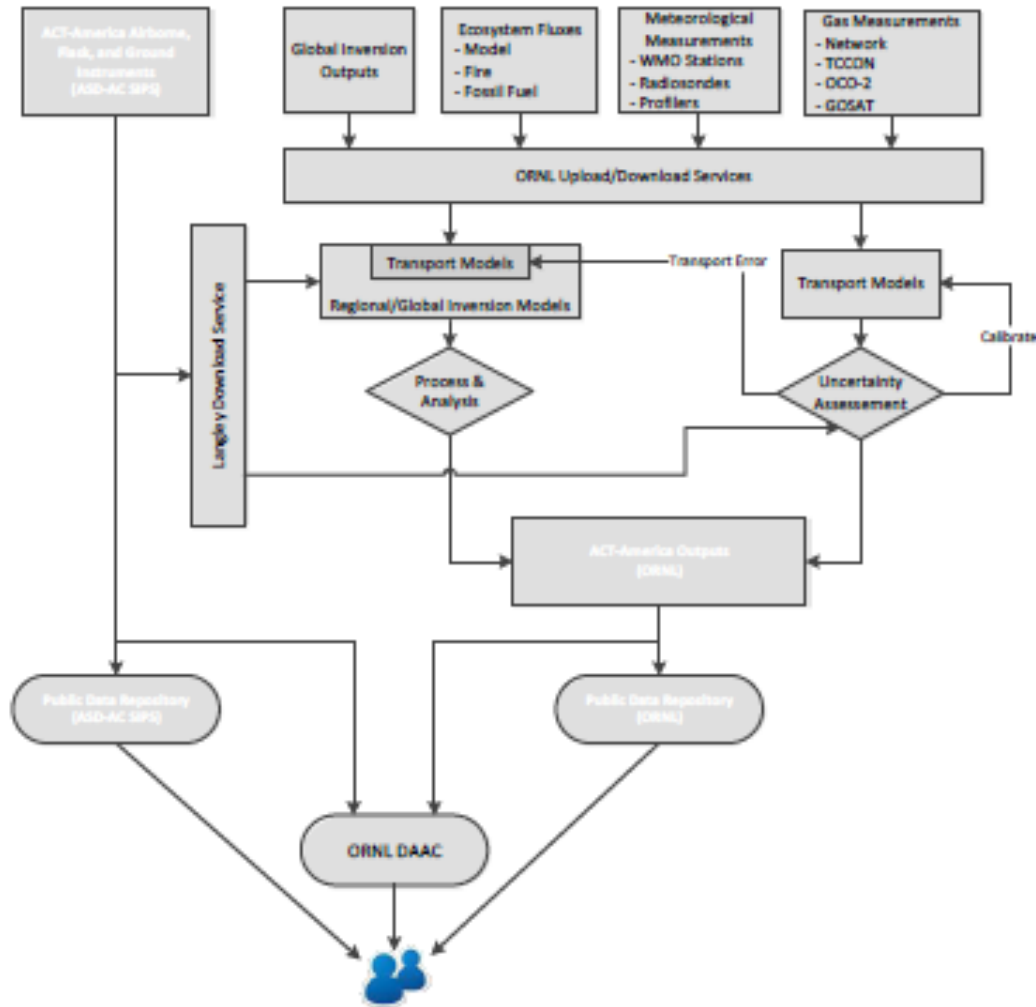 ACT-America Airborne,
Flask, and Ground
Instruments
(ASD-AC SIPS)
Global Inversion
Outputs
Ecosystem Fluxes
- Model
- Fire
- Fossil Fuel
Meteorological
Measurements
- WMO Stations
- Radiosondes
- Profilers
Gas Measurements
- Network
- TCCON
- OCO-2
- GOSAT
ORNL Upload/Download Services
Langley Download Service
Transport Models
Regional/Global Inversion Models
Transport Error
Transport Models
Calibrate
Process &
Analysis
Uncertainty
Assessement
ACT-America Outputs
(ORNL)
Public Data Repository
(ASD-AC SIPS)
Public Data Repository
(ORNL)
ORNL DAAC